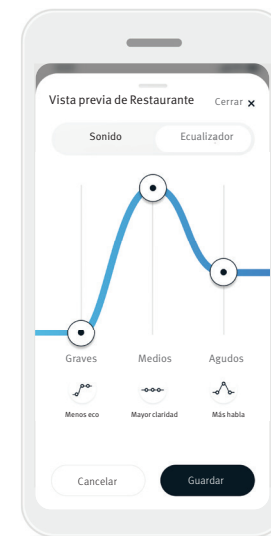 Vista previa de Restaurante Cerrar ×
Sonido Ecualizador
Graves Medios Agudos
Menos eco Mayor claridad Más habla
Cancelar Guardar